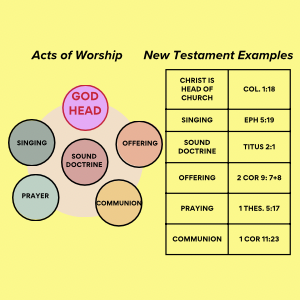 Acts of Worship
New Testament Examples
GOD
HEAD
SINGING
OFFERING
SOUND
DOCTRINE
PRAYER
COMMUNION
CHRIST IS
HEAD OF
CHURCH
COL. 1:18
SINGING
EPH 5:19
SOUND
DOCTRINE
TITUS 2:1
OFFERING
2 COR 9: 7+8
PRAYING
1 THES. 5:17
COMMUNION
1 COR 11:23